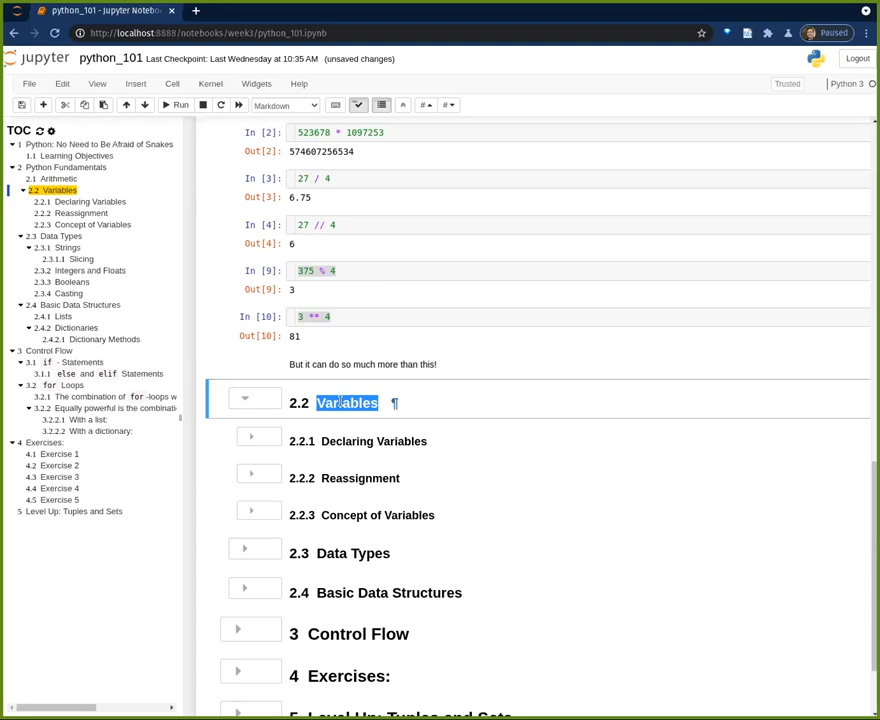 python_101 - Jupyter Notebo
http://localhost:8888/notebooks/week3/python_101.ipynb
Paused
jupyter python_101 Last Checkpoint: Last Wednesday at 10:35 AM (unsaved changes)
Logout
File Edit View Insert Cell Kernel Widgets Help
Trusted
Python 3
Run
Markdown
TOC
1 Python: No Need to Be Afraid of Snakes
1.1 Learning Objectives
2 Python Fundamentals
2.1 Arithmetic
2.2 Variables
2.2.1 Declaring Variables
2.2.2 Reassignment
2.2.3 Concept of Variables
2.3 Data Types
2.3.1 Strings
2.3.1.1 Slicing
2.3.2 Integers and Floats
2.3.3 Booleans
2.3.4 Casting
2.4 Basic Data Structures
2.4.1 Lists
2.4.2 Dictionaries
2.4.2.1 Dictionary Methods
3 Control Flow
3.1 if - Statements
3.1.1 else and elif Statements
3.2 for Loops
3.2.1 The combination of for -loops w
3.2.2 Equally powerful is the combinati
3.2.2.1 With a list:
3.2.2.2 With a dictionary:
4 Exercises:
4.1 Exercise 1
4.2 Exercise 2
4.3 Exercise 3
4.4 Exercise 4
4.5 Exercise 5
5 Level Up: Tuples and Sets
In [2]: 523678 * 1097253
Out[2]: 574607256534
In [3]: 27 / 4
Out[3]: 6.75
In [4]: 27 // 4
Out[4]: 6
In [9]: 375 % 4
Out[9]: 3
In [10]: 3 ** 4
Out[10]: 81
But it can do so much more than this!
2.2 Variables ¶
2.2.1 Declaring Variables
2.2.2 Reassignment
2.2.3 Concept of Variables
2.3 Data Types
2.4 Basic Data Structures
3 Control Flow
4 Exercises:
5 Level Up: Tuples and Sets